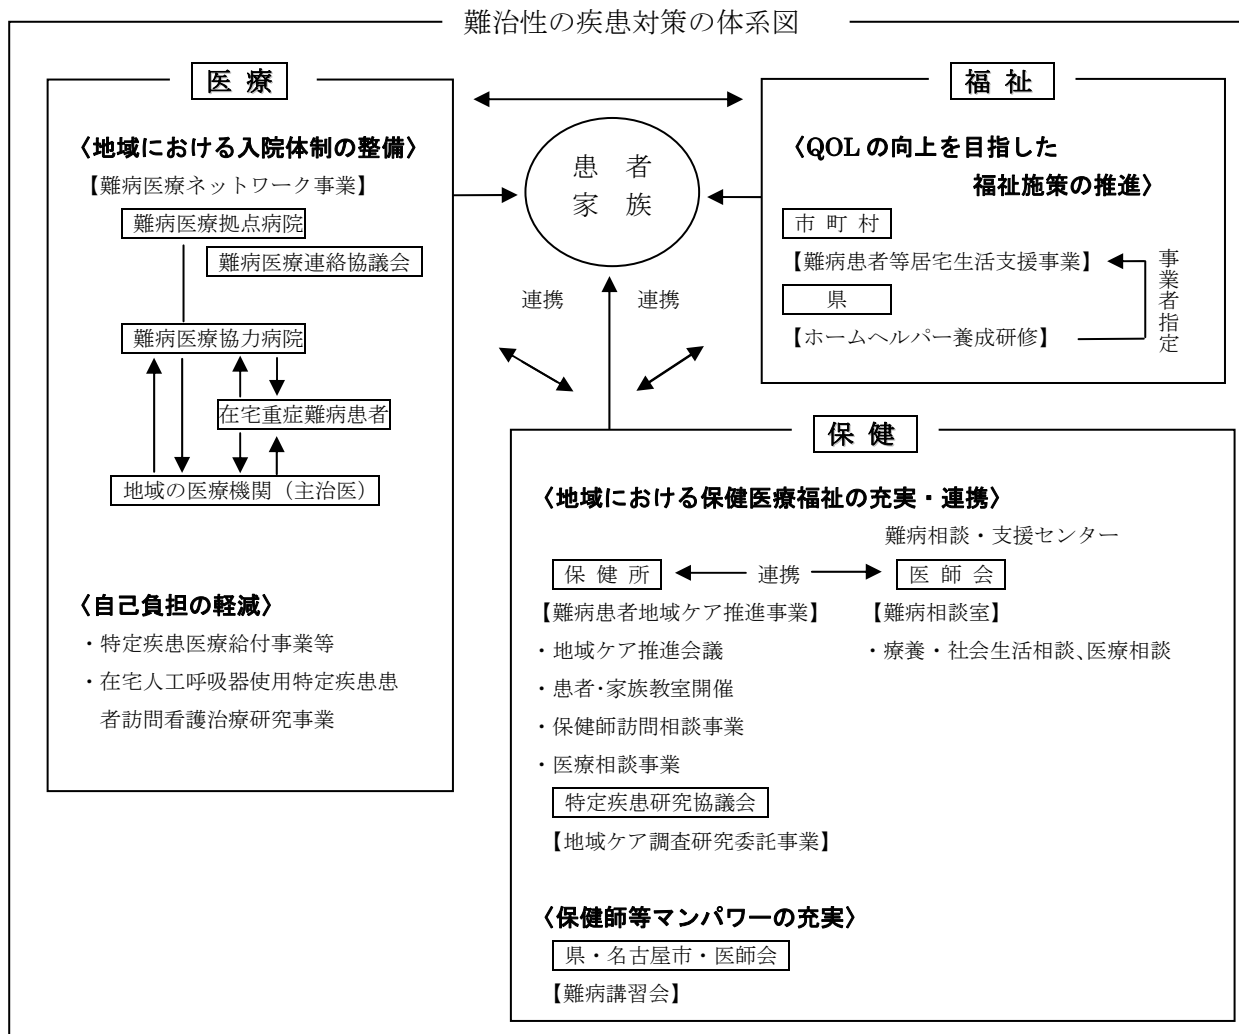 難治性の疾患対策の体系図
医 療
〈地域における入院体制の整備〉
【難病医療ネットワーク事業】
難病医療拠点病院
難病医療連絡協議会
難病医療協力病院
在宅重症難病患者
地域の医療機関（主治医）
〈自己負担の軽減〉
・特定疾患医療給付事業等
・在宅人工呼吸器使用特定疾患患
者訪問看護治療研究事業
患 者
家 族
連携
連携
福 祉
〈QOL の向上を目指した
福祉施策の推進〉
市 町 村
【難病患者等居宅生活支援事業】
県
【ホームヘルパー養成研修】
事業者指定
保 健
〈地域における保健医療福祉の充実・連携〉
難病相談・支援センター
保 健 所
連携
医 師 会
【難病患者地域ケア推進事業】
・地域ケア推進会議
・患者･家族教室開催
・保健師訪問相談事業
・医療相談事業
【難病相談室】
・療養・社会生活相談､医療相談
特定疾患研究協議会
【地域ケア調査研究委託事業】
〈保健師等マンパワーの充実〉
県・名古屋市・医師会
【難病講習会】